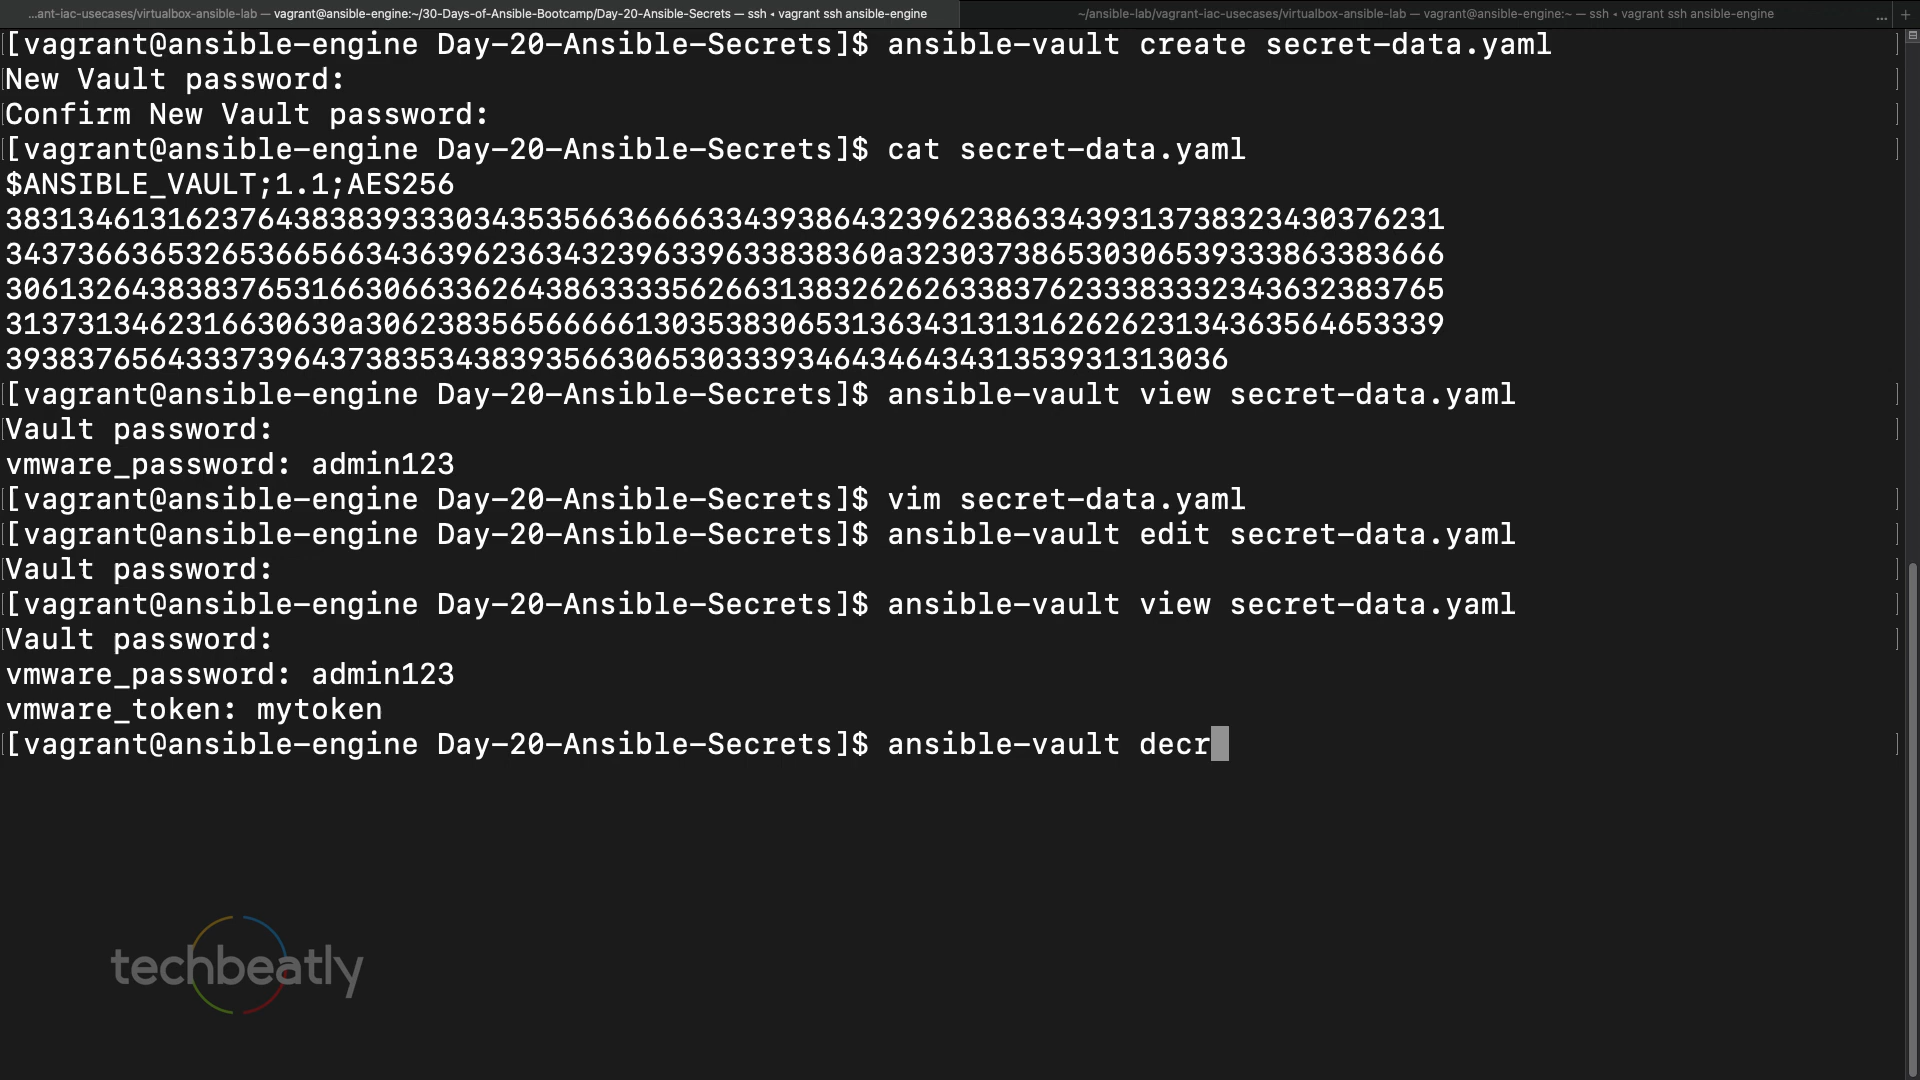 ...ant-iac-usecases/virtualbox-ansible-lab — vagrant@ansible-engine:~/30-Days-of-Ansible-Bootcamp/Day-20-Ansible-Secrets — ssh ◂ vagrant ssh ansible-engine
~/ansible-lab/vagrant-iac-usecases/virtualbox-ansible-lab — vagrant@ansible-engine:~ — ssh ◂ vagrant ssh ansible-engine ... +
[vagrant@ansible-engine Day-20-Ansible-Secrets]$ ansible-vault create secret-data.yaml
New Vault password:
Confirm New Vault password:
[vagrant@ansible-engine Day-20-Ansible-Secrets]$ cat secret-data.yaml
$ANSIBLE_VAULT;1.1;AES256
38313461316237643838393330343535663666633439386432396238633439313738323430376231
3437366365326536656634363962363432396339633838360a323037386530306539333863383666
30613264383837653166306633626438633335626631383262626338376233383332343632383765
3137313462316630630a306238356566666130353830653136343131316262623134363564653339
393837656433373964373835343839356630653033393464346434313539313130​36
[vagrant@ansible-engine Day-20-Ansible-Secrets]$ ansible-vault view secret-data.yaml
Vault password:
vmware_password: admin123
[vagrant@ansible-engine Day-20-Ansible-Secrets]$ vim secret-data.yaml
[vagrant@ansible-engine Day-20-Ansible-Secrets]$ ansible-vault edit secret-data.yaml
Vault password:
[vagrant@ansible-engine Day-20-Ansible-Secrets]$ ansible-vault view secret-data.yaml
Vault password:
vmware_password: admin123
vmware_token: mytoken
[vagrant@ansible-engine Day-20-Ansible-Secrets]$ ansible-vault decr
techbeatly